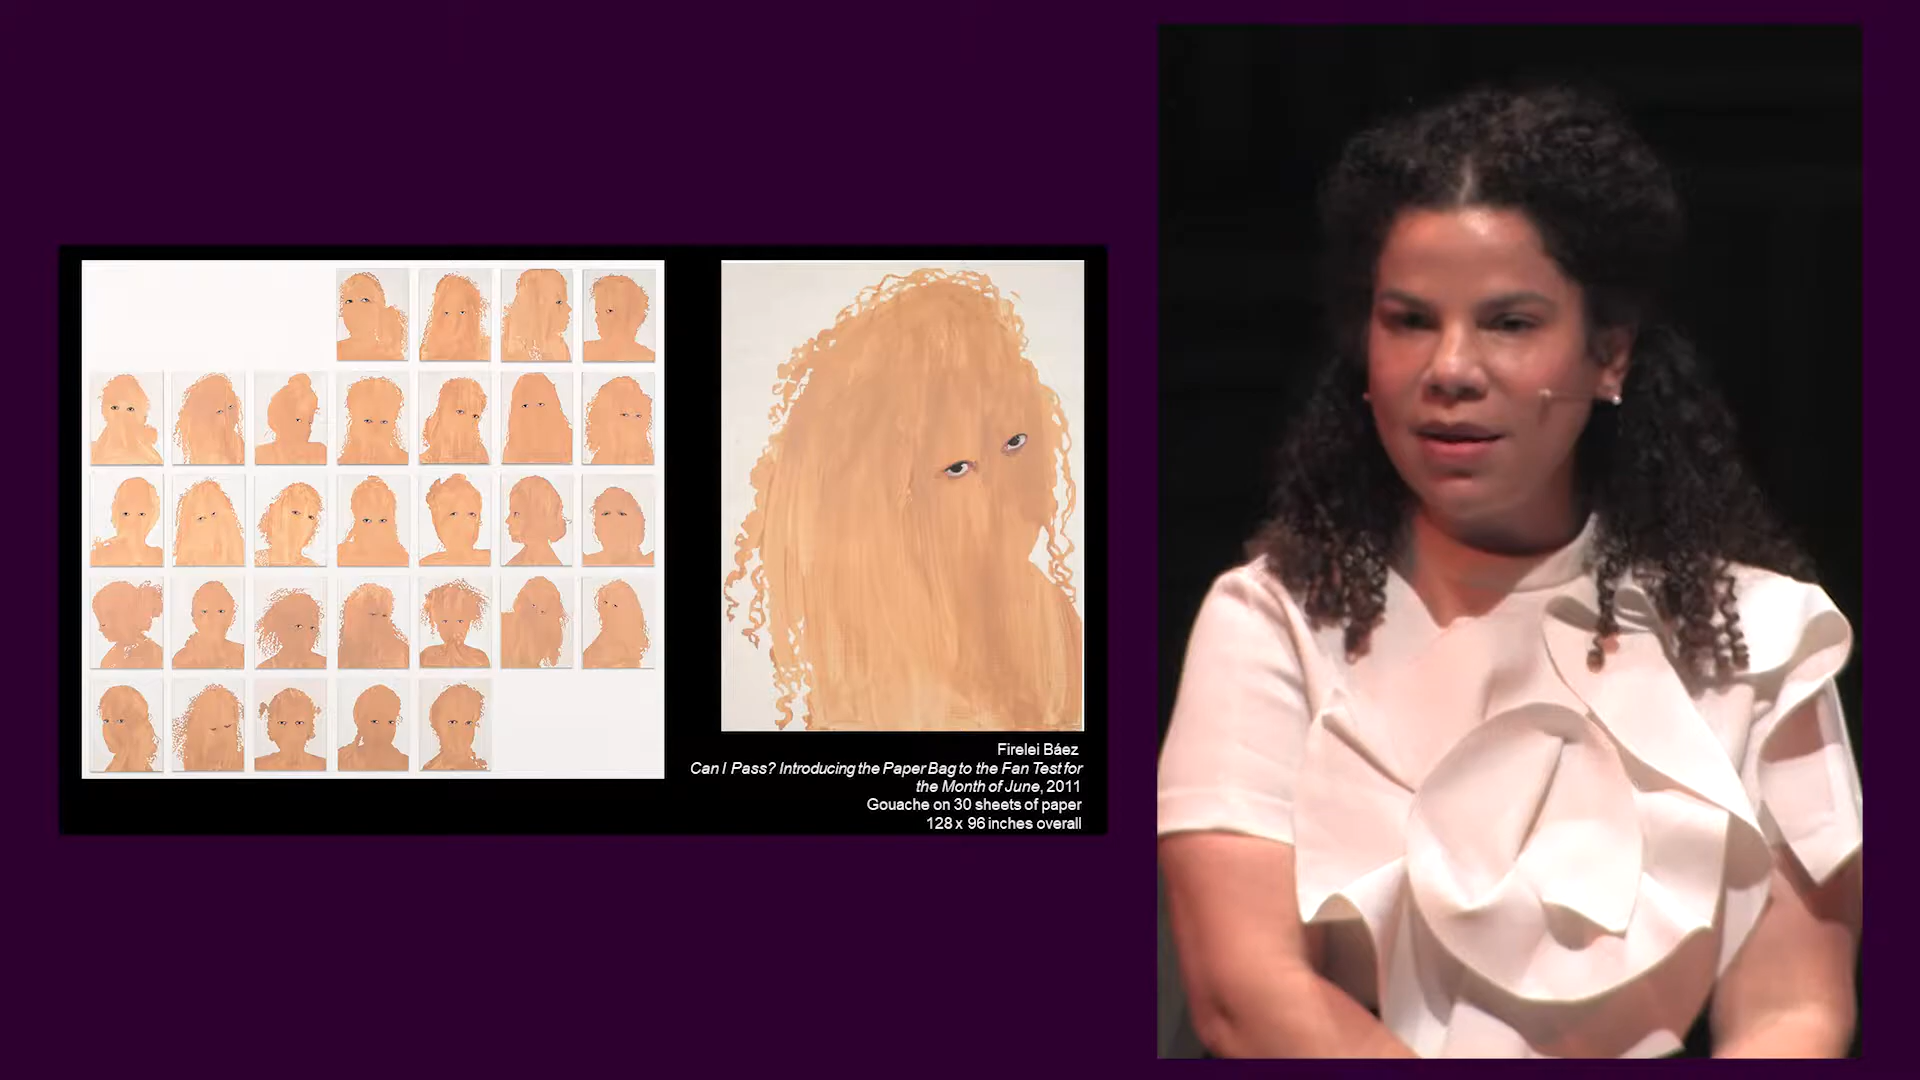 Firelei Báez
Can I Pass? Introducing the Paper Bag to the Fan Test for
the Month of June, 2011
Gouache on 30 sheets of paper
128 x 96 inches overall